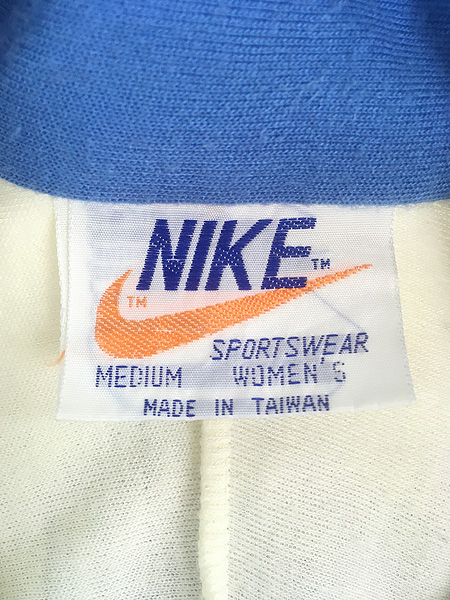 NIKE™
™
SPORTSWEAR
MEDIUM WOMEN'S
MADE IN TAIWAN